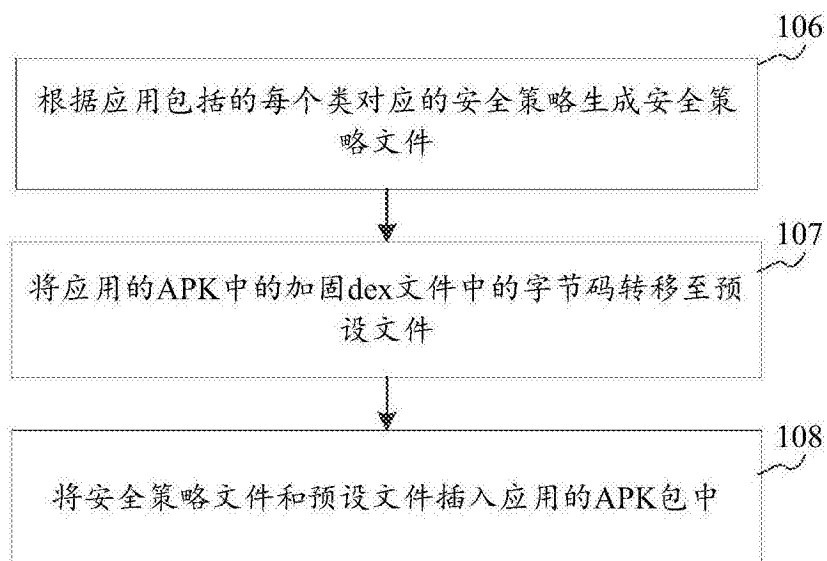 106
根据应用包括的每个类对应的安全策略生成安全策
略文件
107
将应用的APK中的加固dex文件中的字节码转移至预
设文件
108
将安全策略文件和预设文件插入应用的APK包中